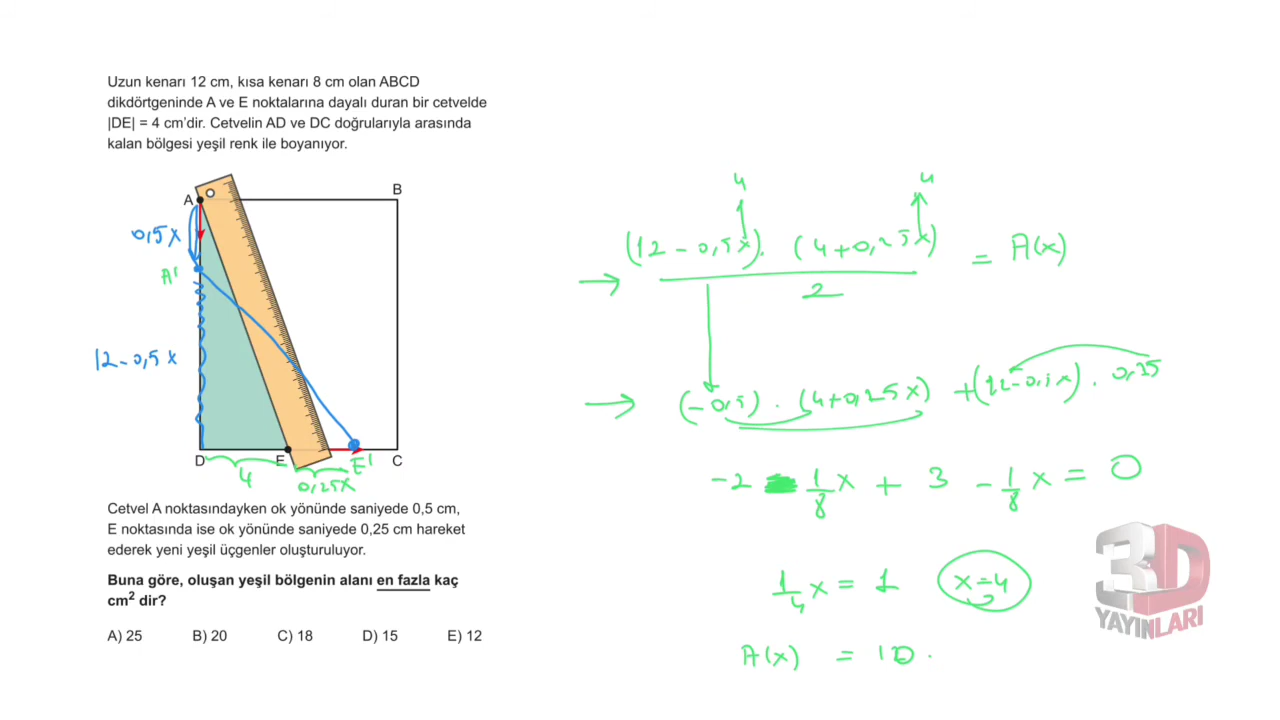 Uzun kenarı 12 cm, kısa kenarı 8 cm olan ABCD
dikdörtgeninde A ve E noktalarına dayalı duran bir cetvelde
|DE| = 4 cm'dir. Cetvelin AD ve DC doğrularıyla arasında
kalan bölgesi yeşil renk ile boyanıyor.
A
B
0,5x
A'
12-0,5x
D
E
E'
C
4
0,25x
Cetvel A noktasındayken ok yönünde saniyede 0,5 cm,
E noktasında ise ok yönünde saniyede 0,25 cm hareket
ederek yeni yeşil üçgenler oluşturuluyor.
Buna göre, oluşan yeşil bölgenin alanı en fazla kaç
cm² dir?
A) 25 B) 20 C) 18 D) 15 E) 12
4 4
→ (12-0,5x).(4+0,25x) = A(x)
2
→ (-0,5).(4+0,25x) +(12-0,5x).0,25
-2 - 1/8 x + 3 - 1/8 x = 0
1/4 x = 1 x=4
A(x) = 10.
3D
YAYINLARI